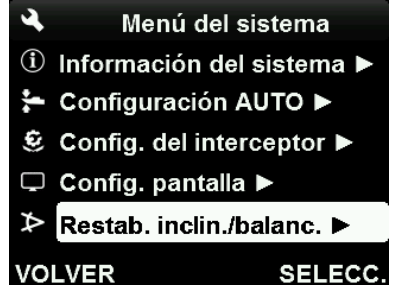 Menú del sistema
Información del sistema ►
Configuración AUTO ►
Config. del interceptor ►
Config. pantalla ►
Restab. inclin./balanc. ►
VOLVER SELECC.